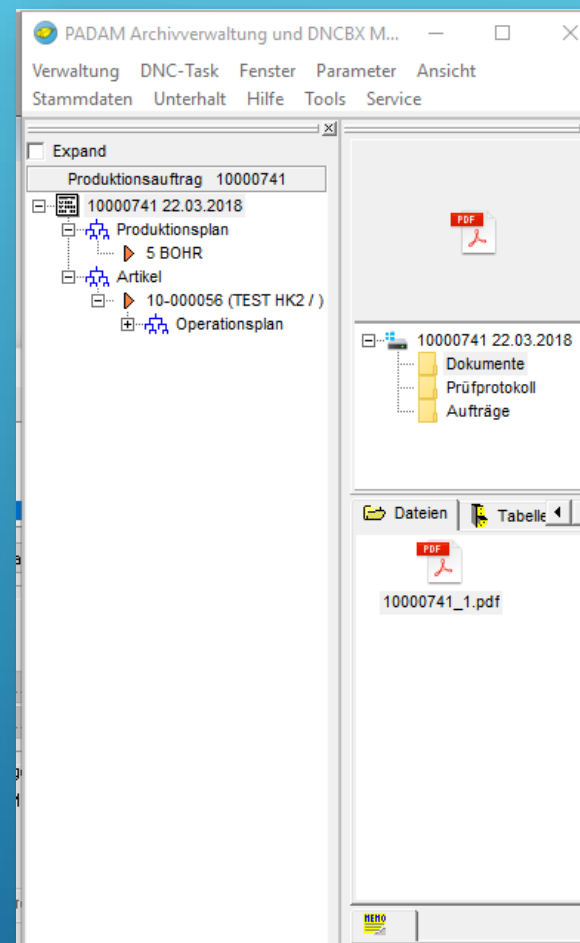 PADAM Archivverwaltung und DNCBX M...
Verwaltung DNC-Task Fenster Parameter Ansicht
Stammdaten Unterhalt Hilfe Tools Service
Expand
Produktionsauftrag 10000741
10000741 22.03.2018
Produktionsplan
5 BOHR
Artikel
10-000056 (TEST HK2 / )
Operationsplan
PDF
10000741 22.03.2018
Dokumente
Prüfprotokoll
Aufträge
Dateien Tabelle
PDF
10000741_1.pdf
MEMO